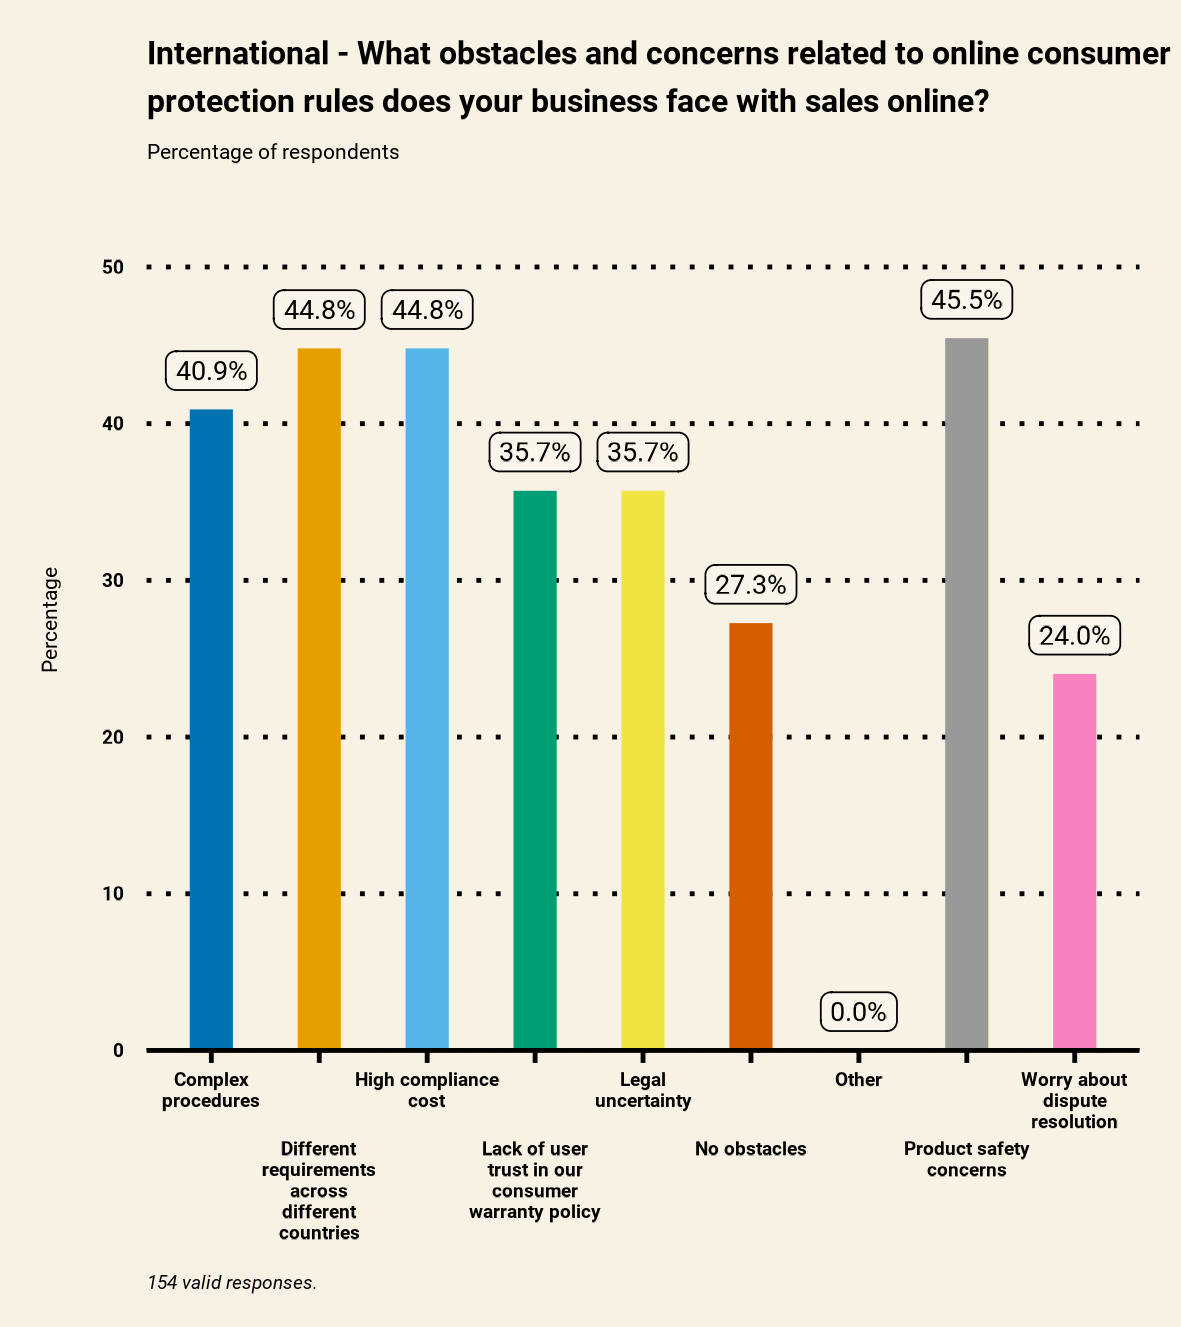 International - What obstacles and concerns related to online consumer
protection rules does your business face with sales online?
Percentage of respondents
50
45.5%
44.8% 44.8%
40.9%
40
35.7% 35.7%
30
27.3%
24.0%
Percentage
20
10
0.0%
0
Complex
procedures
High compliance
cost
Legal
uncertainty
Other
Worry about
dispute
resolution
Different
requirements
across
different
countries
Lack of user
trust in our
consumer
warranty policy
No obstacles
Product safety
concerns
154 valid responses.